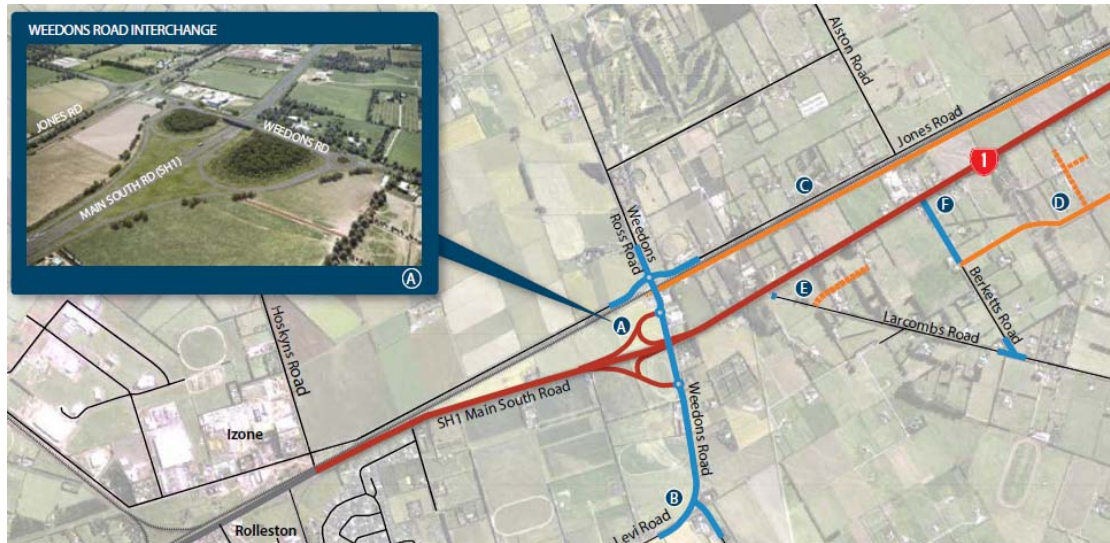 WEEDONS ROAD INTERCHANGE
JONES RD
WEEDONS RD
MAIN SOUTH RD (SH1)
A
Alston Road
Jones Road
1
C
F
D
Weedons
Ross Road
E
Berketts Road
Hoskyns Road
A
Larcombs Road
SH1 Main South Road
Weedons Road
Izone
B
Levi Road
Rolleston